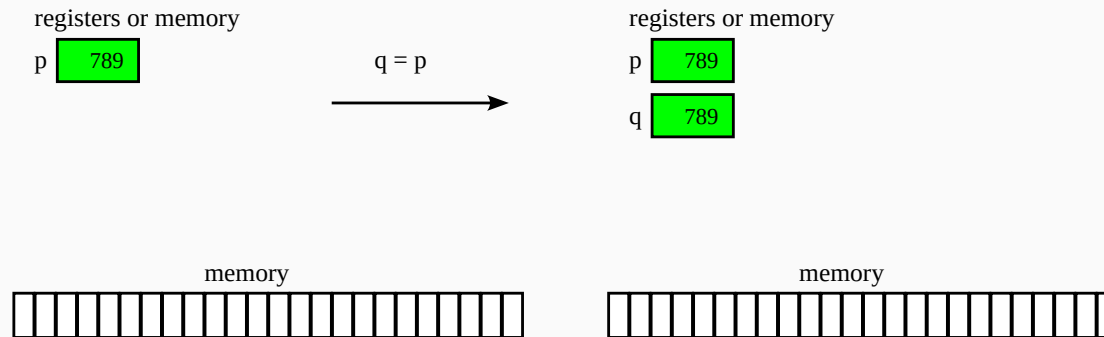 registers or memory
p 789
q = p
registers or memory
p 789
q 789
memory
memory